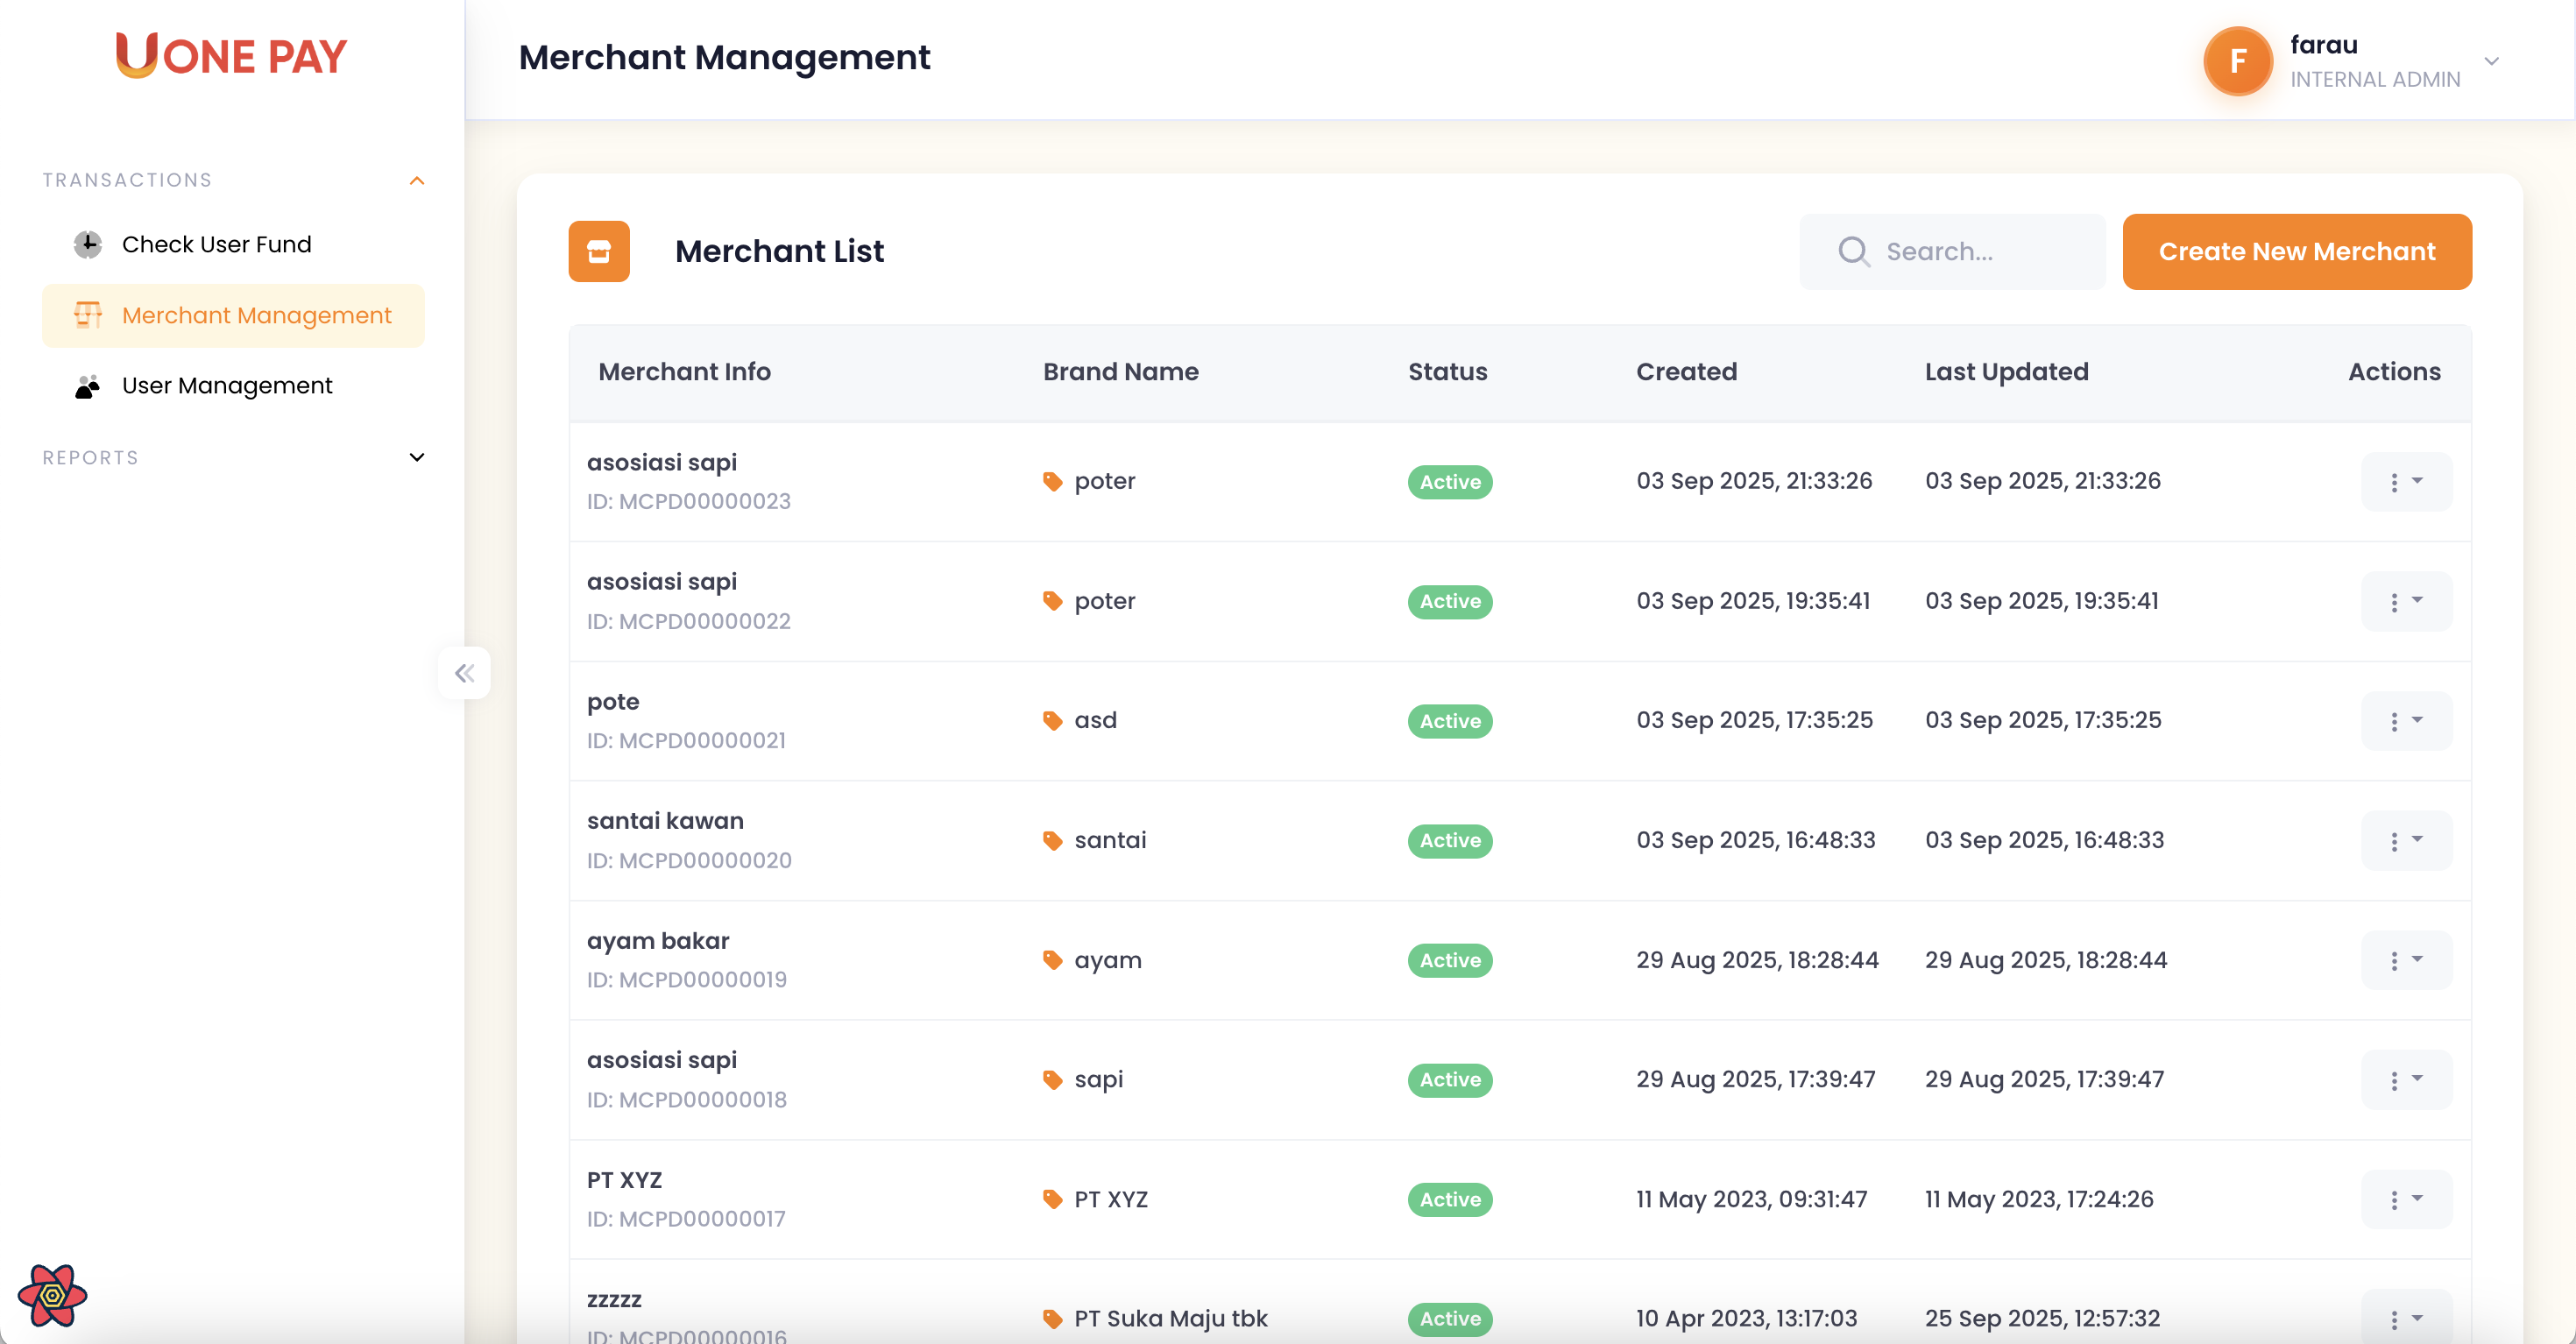 UONE PAY
Merchant Management
F
farau
INTERNAL ADMIN
TRANSACTIONS
Check User Fund
Merchant Management
User Management
REPORTS
Merchant List
Search...
Create New Merchant
Merchant Info Brand Name Status Created Last Updated Actions
asosiasi sapi
ID: MCPD00000023
poter Active 03 Sep 2025, 21:33:26 03 Sep 2025, 21:33:26
asosiasi sapi
ID: MCPD00000022
poter Active 03 Sep 2025, 19:35:41 03 Sep 2025, 19:35:41
pote
ID: MCPD00000021
asd Active 03 Sep 2025, 17:35:25 03 Sep 2025, 17:35:25
santai kawan
ID: MCPD00000020
santai Active 03 Sep 2025, 16:48:33 03 Sep 2025, 16:48:33
ayam bakar
ID: MCPD00000019
ayam Active 29 Aug 2025, 18:28:44 29 Aug 2025, 18:28:44
asosiasi sapi
ID: MCPD00000018
sapi Active 29 Aug 2025, 17:39:47 29 Aug 2025, 17:39:47
PT XYZ
ID: MCPD00000017
PT XYZ Active 11 May 2023, 09:31:47 11 May 2023, 17:24:26
zzzzz
ID: MCPD00000016
PT Suka Maju tbk Active 10 Apr 2023, 13:17:03 25 Sep 2025, 12:57:32